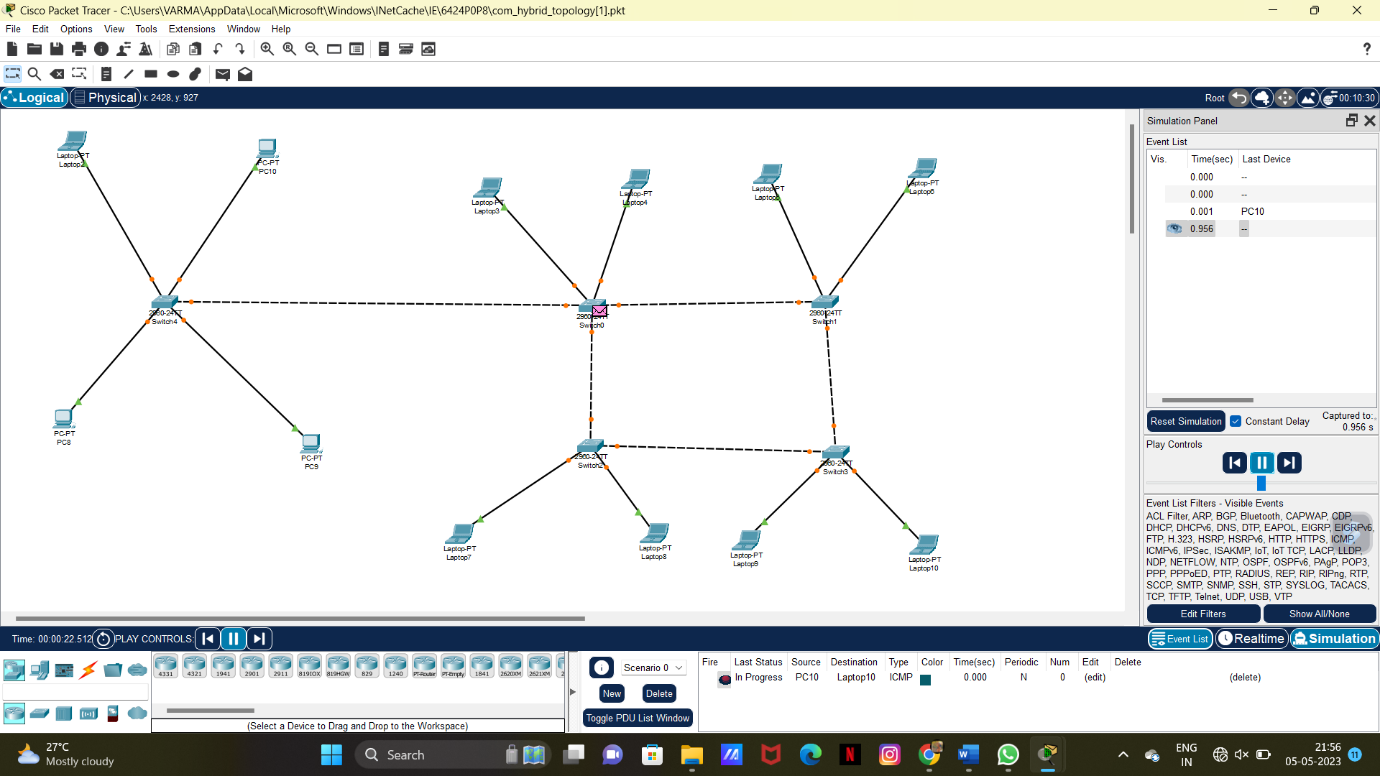 Cisco Packet Tracer - C:\Users\VARMA\AppData\Local\Microsoft\Windows\INetCache\IE\6424P0P8\com_hybrid_topology[1].pkt
File Edit Options View Tools Extensions Window Help
Logical Physical x: 2428, y: 927 Root 00:10:30
Simulation Panel
Event List
Vis. Time(sec) Last Device
0.000 --
0.000 --
0.001 PC10
0.956 --
Laptop-PT
Laptop2
PC-PT
PC10
Laptop-PT
Laptop3
Laptop-PT
Laptop4
Laptop-PT
Laptop-PT
Laptop6
2960-24TT
Switch4
2960-24TT
Switch0
2960-24TT
Switch1
PC-PT
PC8
PC-PT
PC9
2960-24TT
Switch2
2960-24TT
Switch3
Laptop-PT
Laptop7
Laptop-PT
Laptop8
Laptop-PT
Laptop9
Laptop-PT
Laptop10
Reset Simulation Constant Delay Captured to:
0.956 s
Play Controls
Event List Filters - Visible Events
ACL Filter, ARP, BGP, Bluetooth, CAPWAP, CDP,
DHCP, DHCPv6, DNS, DTP, EAPOL, EIGRP, EIGRPv6,
FTP, H.323, HSRP, HSRPv6, HTTP, HTTPS, ICMP,
ICMPv6, IPSec, ISAKMP, IoT, IoT TCP, LACP, LLDP,
NDP, NETFLOW, NTP, OSPF, OSPFv6, PAgP, POP3,
PPP, PPPoED, PTP, RADIUS, REP, RIP, RIPng, RTP,
SCCP, SMTP, SNMP, SSH, STP, SYSLOG, TACACS,
TCP, TFTP, Telnet, UDP, USB, VTP
Edit Filters Show All/None
Time: 00:00:22.512 PLAY CONTROLS: Event List Realtime Simulation
4331 4321 1941 2901 2911 819IOX 819HGW 829 1240 PT-Router PT-Empty 1841 2620XM 2621XM
(Select a Device to Drag and Drop to the Workspace)
Scenario 0
New Delete
Toggle PDU List Window
Fire Last Status Source Destination Type Color Time(sec) Periodic Num Edit Delete
In Progress PC10 Laptop10 ICMP 0.000 N 0 (edit) (delete)
27°C
Mostly cloudy
Search
ENG
IN
21:56
05-05-2023
11